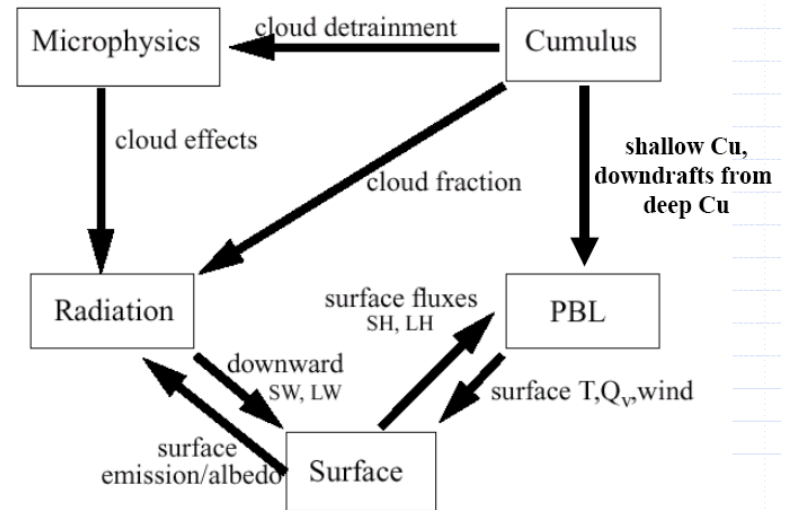 cloud detrainment
Microphysics
Cumulus
cloud effects
shallow Cu,
downdrafts from
deep Cu
cloud fraction
surface fluxes
SH, LH
Radiation
PBL
downward
SW, LW
surface T,Qv,wind
surface
emission/albedo
Surface